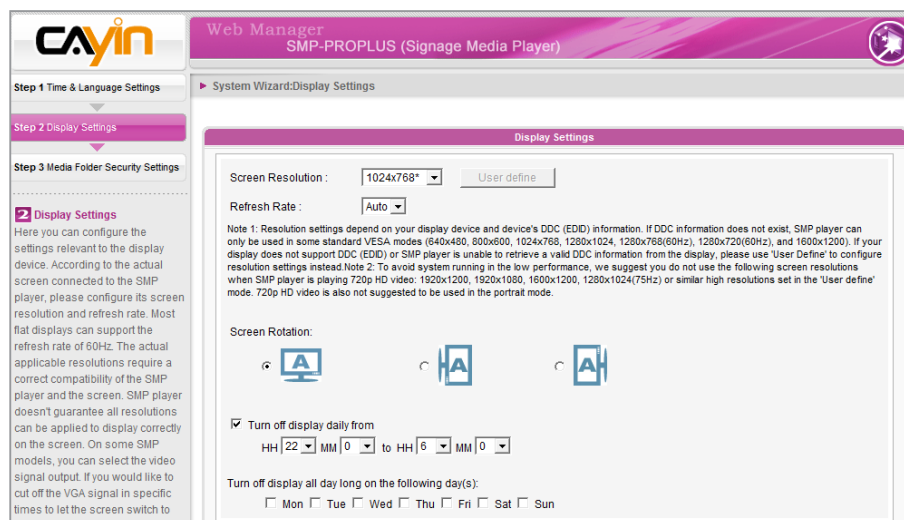 CAYIN
Web Manager
SMP-PROPLUS (Signage Media Player)
Step 1 Time & Language Settings
Step 2 Display Settings
Step 3 Media Folder Security Settings
2 Display Settings
Here you can configure the
settings relevant to the display
device. According to the actual
screen connected to the SMP
player, please configure its screen
resolution and refresh rate. Most
flat displays can support the
refresh rate of 60Hz. The actual
applicable resolutions require a
correct compatibility of the SMP
player and the screen. SMP player
doesn't guarantee all resolutions
can be applied to display correctly
on the screen. On some SMP
models, you can select the video
signal output. If you would like to
cut off the VGA signal in specific
times to let the screen switch to
System Wizard:Display Settings
Display Settings
Screen Resolution : 1024x768* User define
Refresh Rate : Auto
Note 1: Resolution settings depend on your display device and device's DDC (EDID) information. If DDC information does not exist, SMP player can
only be used in some standard VESA modes (640x480, 800x600, 1024x768, 1280x1024, 1280x768(60Hz), 1280x720(60Hz), and 1600x1200). If your
display does not support DDC (EDID) or SMP player is unable to retrieve a valid DDC information from the display, please use 'User Define' to configure
resolution settings instead.Note 2: To avoid system running in the low performance, we suggest you do not use the following screen resolutions
when SMP player is playing 720p HD video: 1920x1200, 1920x1080, 1600x1200, 1280x1024(75Hz) or similar high resolutions set in the 'User define'
mode. 720p HD video is also not suggested to be used in the portrait mode.
Screen Rotation:
A A A
Turn off display daily from
HH 22 MM 0 to HH 6 MM 0
Turn off display all day long on the following day(s):
Mon Tue Wed Thu Fri Sat Sun